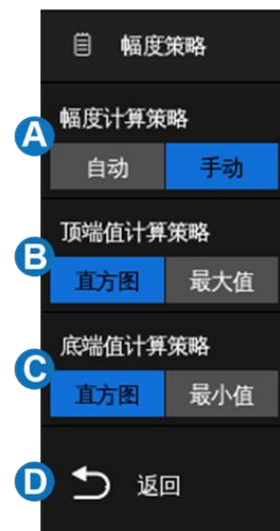 幅度策略
A
幅度计算策略
自动 手动
B
顶端值计算策略
直方图 最大值
C
底端值计算策略
直方图 最小值
D
返回